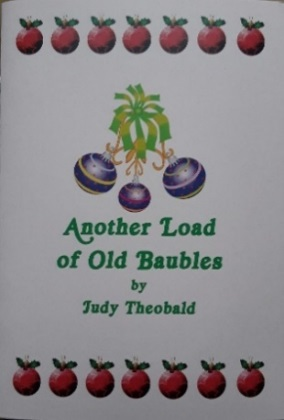 Another Load
of Old Baubles
by
Judy Theobald